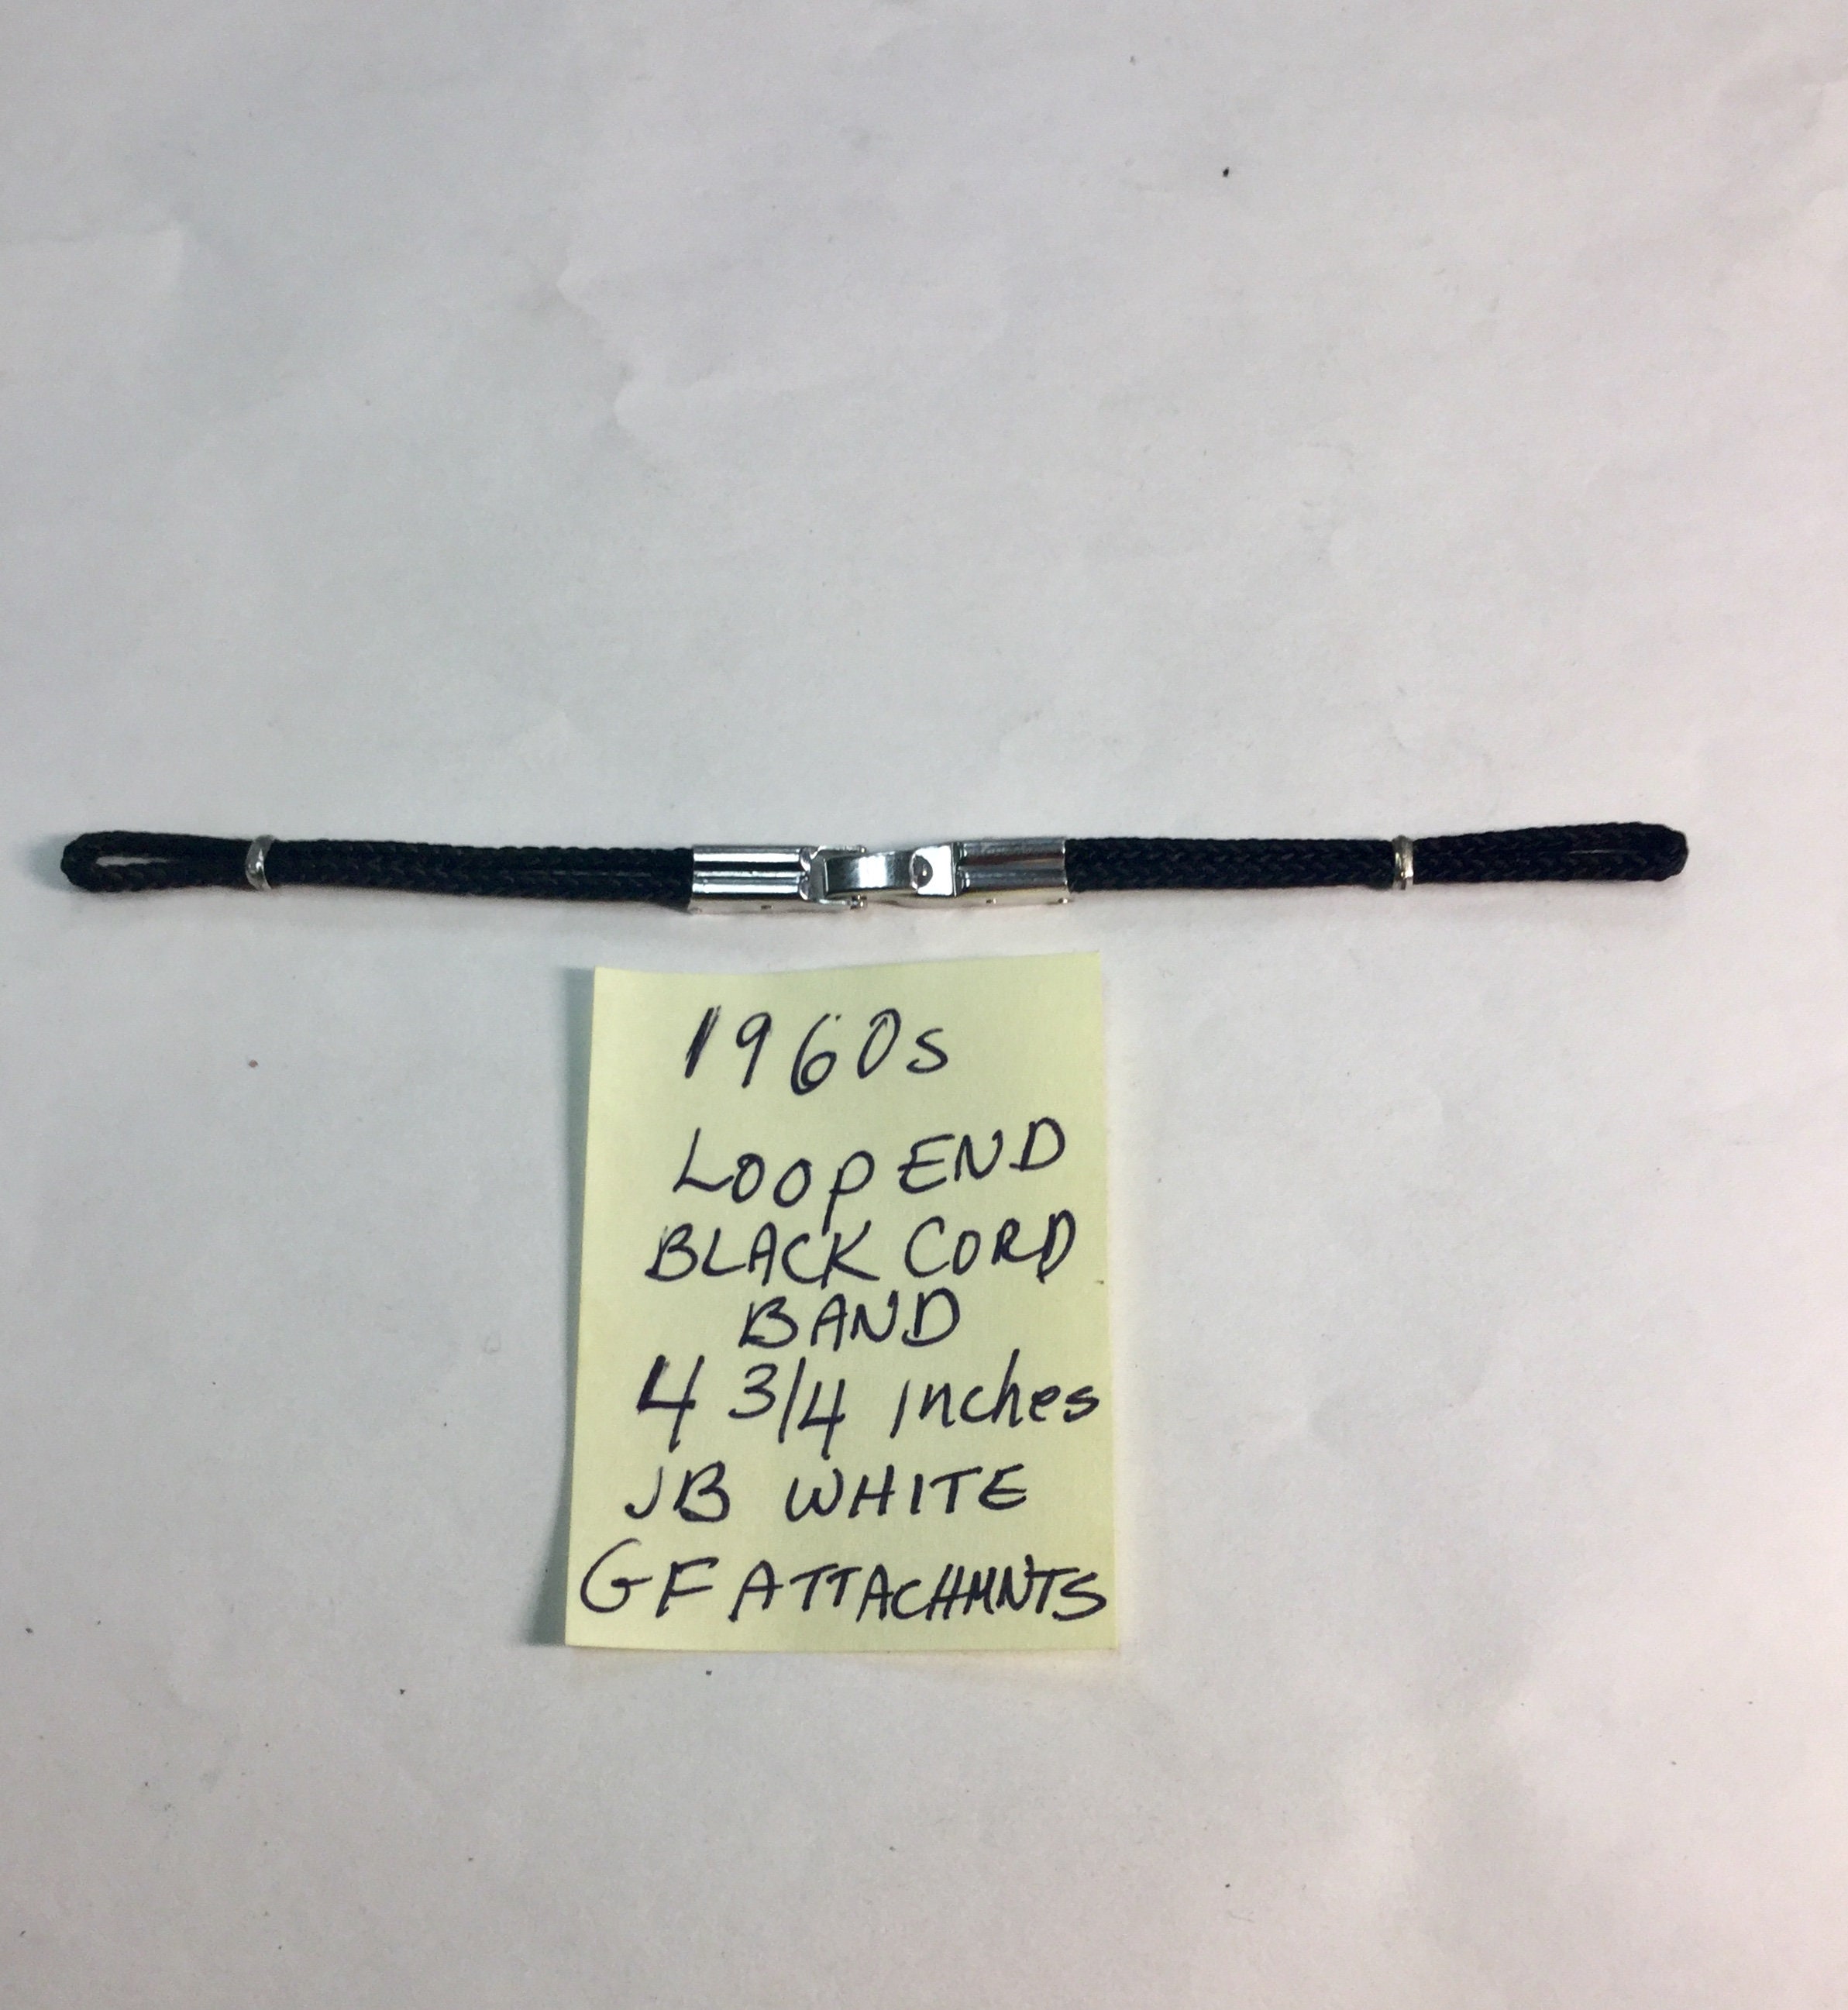 1960s
LOOP END
BLACK CORD
BAND
4 3/4 inches
JB WHITE
GF ATTACHMNTS